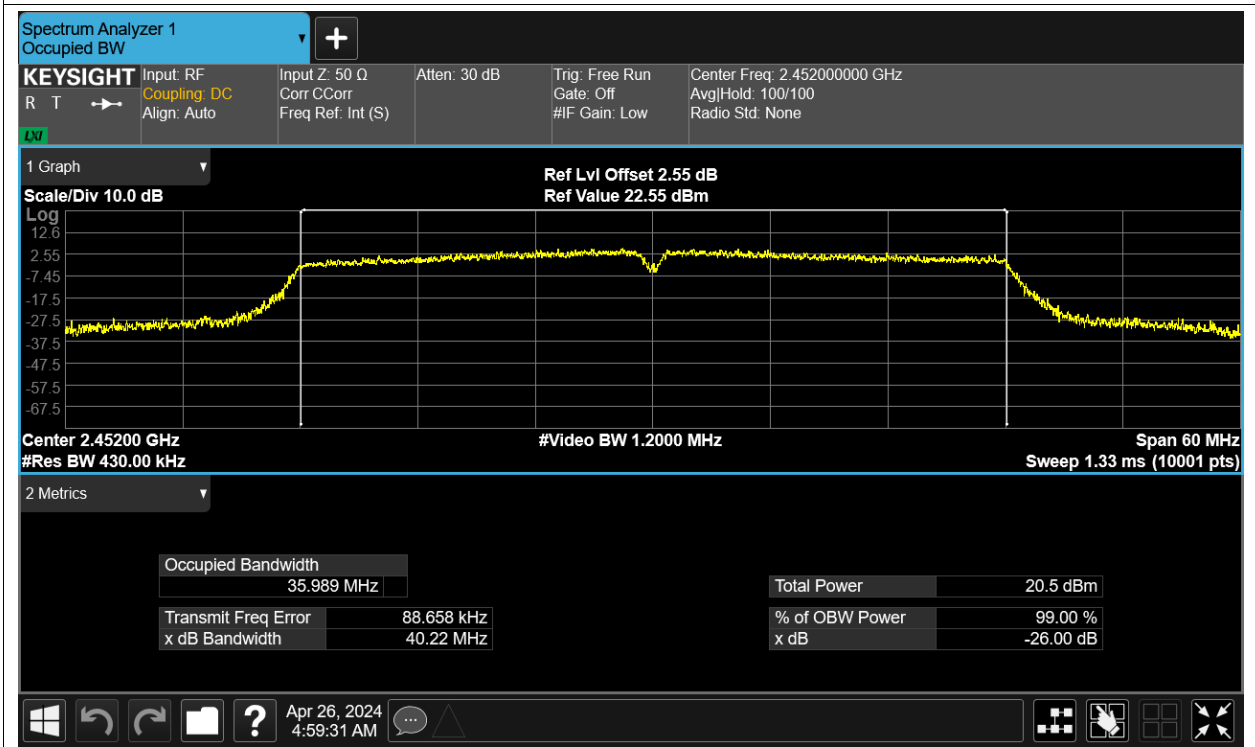 Spectrum Analyzer 1
Occupied BW
KEYSIGHT
R T
LXI
Input: RF
Coupling: DC
Align: Auto
Input Z: 50 Ω
Corr CCorr
Freq Ref: Int (S)
Atten: 30 dB
Trig: Free Run
Gate: Off
#IF Gain: Low
Center Freq: 2.452000000 GHz
Avg|Hold: 100/100
Radio Std: None
1 Graph
Scale/Div 10.0 dB
Ref Lvl Offset 2.55 dB
Ref Value 22.55 dBm
Log
12.6
2.55
-7.45
-17.5
-27.5
-37.5
-47.5
-57.5
-67.5
Center 2.45200 GHz
#Video BW 1.2000 MHz
Span 60 MHz
#Res BW 430.00 kHz
Sweep 1.33 ms (10001 pts)
2 Metrics
Occupied Bandwidth
35.989 MHz
Total Power 20.5 dBm
Transmit Freq Error 88.658 kHz
% of OBW Power 99.00 %
x dB Bandwidth 40.22 MHz
x dB -26.00 dB
?
Apr 26, 2024
4:59:31 AM